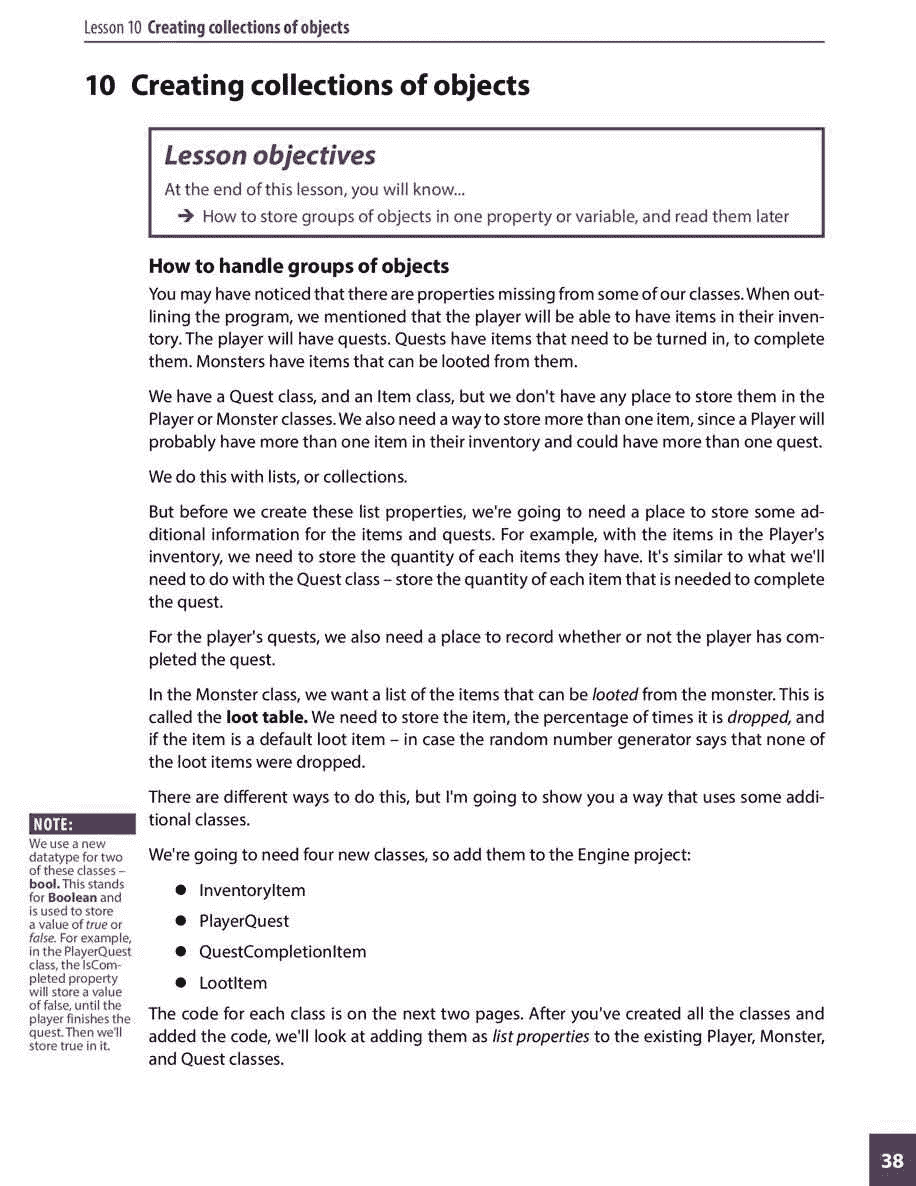 Lesson 10 Creating collections of objects
10 Creating collections of objects
Lesson objectives
At the end of this lesson, you will know...
➔ How to store groups of objects in one property or variable, and read them later
How to handle groups of objects
You may have noticed that there are properties missing from some of our classes. When out-
lining the program, we mentioned that the player will be able to have items in their inven-
tory. The player will have quests. Quests have items that need to be turned in, to complete
them. Monsters have items that can be looted from them.
We have a Quest class, and an Item class, but we don't have any place to store them in the
Player or Monster classes. We also need a way to store more than one item, since a Player will
probably have more than one item in their inventory and could have more than one quest.
We do this with lists, or collections.
But before we create these list properties, we're going to need a place to store some ad-
ditional information for the items and quests. For example, with the items in the Player's
inventory, we need to store the quantity of each items they have. It's similar to what we'll
need to do with the Quest class – store the quantity of each item that is needed to complete
the quest.
For the player's quests, we also need a place to record whether or not the player has com-
pleted the quest.
In the Monster class, we want a list of the items that can be looted from the monster. This is
called the loot table. We need to store the item, the percentage of times it is dropped, and
if the item is a default loot item – in case the random number generator says that none of
the loot items were dropped.
There are different ways to do this, but I'm going to show you a way that uses some addi-
tional classes.
NOTE:
We use a new
datatype for two
of these classes –
bool. This stands
for Boolean and
is used to store
a value of true or
false. For example,
in the PlayerQuest
class, the IsCom-
pleted property
will store a value
of false, until the
player finishes the
quest. Then we'll
store true in it.
We're going to need four new classes, so add them to the Engine project:
● InventoryItem
● PlayerQuest
● QuestCompletionItem
● LootItem
The code for each class is on the next two pages. After you've created all the classes and
added the code, we'll look at adding them as list properties to the existing Player, Monster,
and Quest classes.
38